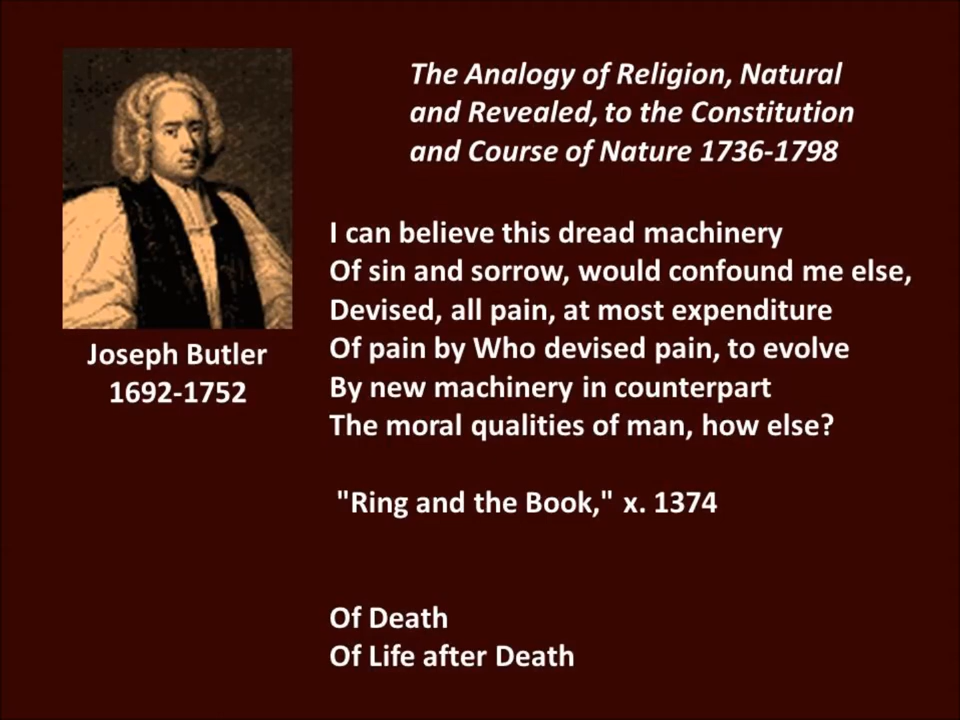 The Analogy of Religion, Natural
and Revealed, to the Constitution
and Course of Nature 1736-1798
I can believe this dread machinery
Of sin and sorrow, would confound me else,
Devised, all pain, at most expenditure
Of pain by Who devised pain, to evolve
By new machinery in counterpart
The moral qualities of man, how else?
"Ring and the Book," x. 1374
Of Death
Of Life after Death
Joseph Butler
1692-1752